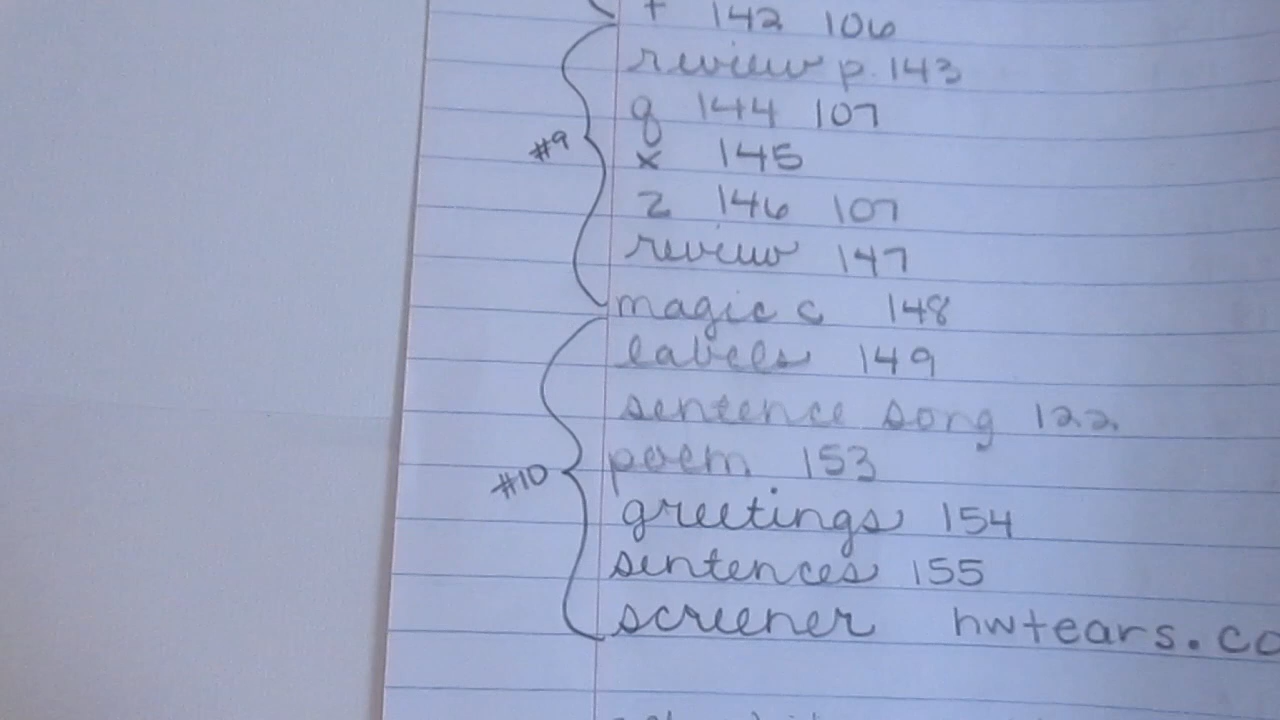 t 142 106
review p. 143
q 144 107
#9
x 145
z 146 107
review 147
magic c 148
labels 149
sentence song 122
poem 153
#10
greetings 154
sentences 155
screener hwtears.co